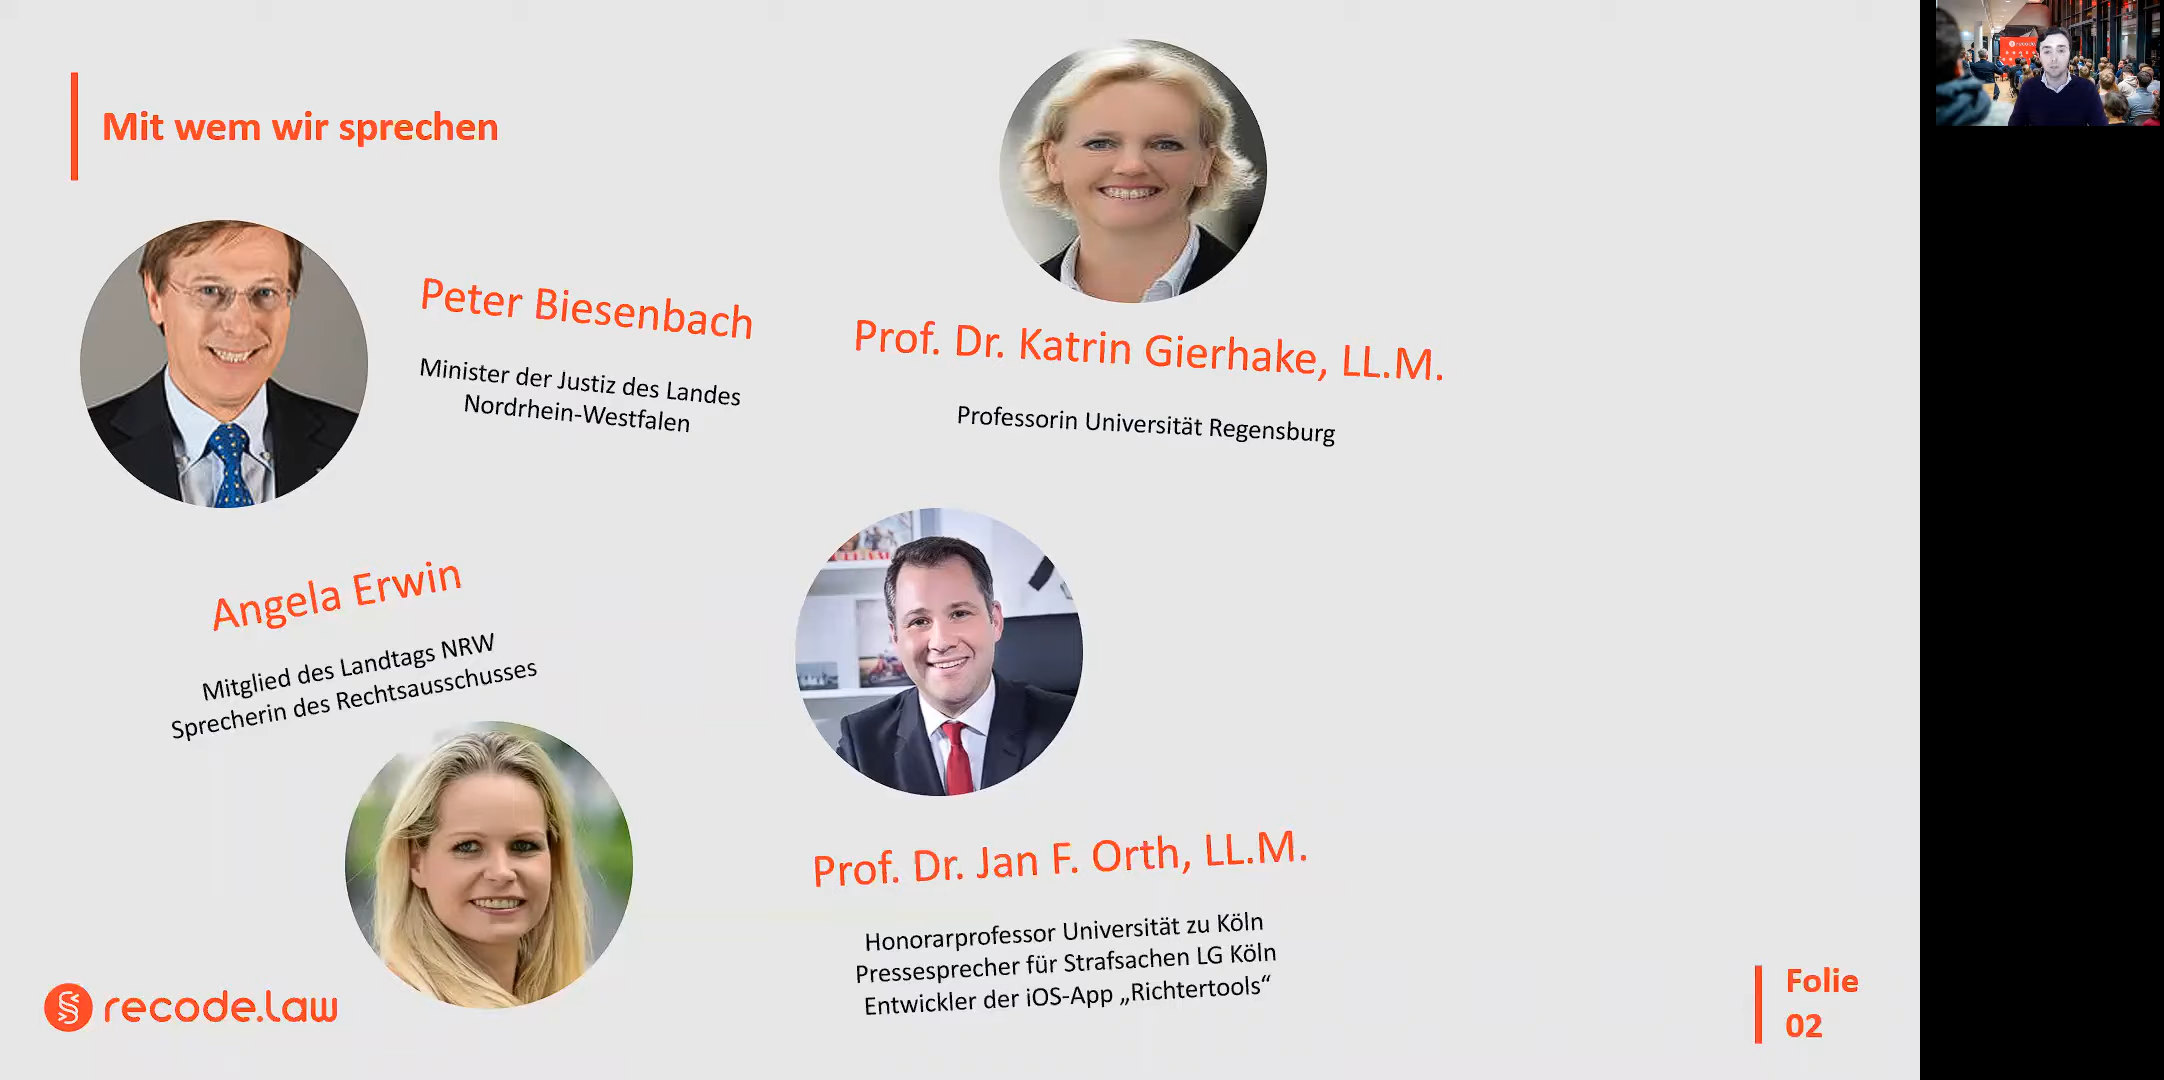 Mit wem wir sprechen
Peter Biesenbach
Minister der Justiz des Landes
Nordrhein-Westfalen
Prof. Dr. Katrin Gierhake, LL.M.
Professorin Universität Regensburg
Angela Erwin
Mitglied des Landtags NRW
Sprecherin des Rechtsausschusses
Prof. Dr. Jan F. Orth, LL.M.
Honorarprofessor Universität zu Köln
Pressesprecher für Strafsachen LG Köln
Entwickler der iOS-App „Richtertools“
recode.law
Folie
02